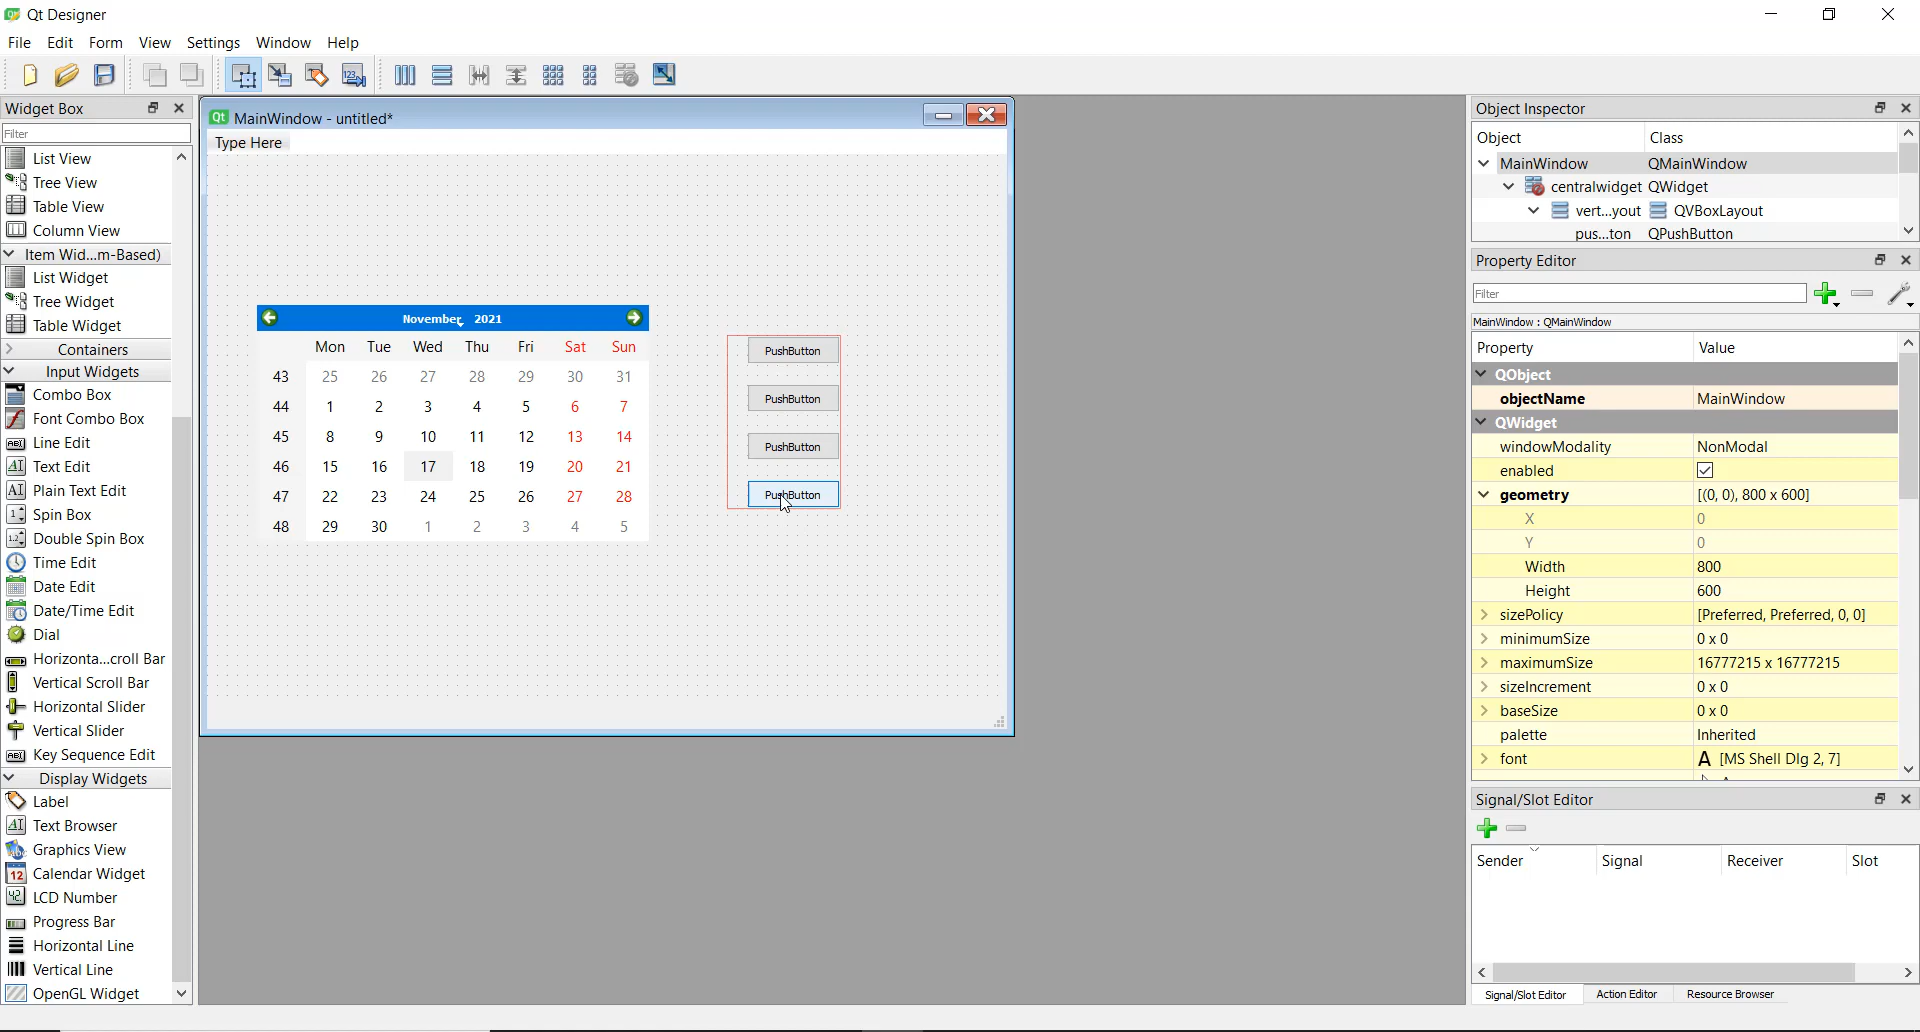 Qt Designer
File Edit Form View Settings Window Help
Widget Box
Filter
List View
Tree View
Table View
Column View
Item Wid...m-Based)
List Widget
Tree Widget
Table Widget
Containers
Input Widgets
Combo Box
Font Combo Box
Line Edit
Text Edit
Plain Text Edit
Spin Box
Double Spin Box
Time Edit
Date Edit
Date/Time Edit
Dial
Horizonta...croll Bar
Vertical Scroll Bar
Horizontal Slider
Vertical Slider
Key Sequence Edit
Display Widgets
Label
Text Browser
Graphics View
Calendar Widget
LCD Number
Progress Bar
Horizontal Line
Vertical Line
OpenGL Widget
MainWindow - untitled*
Type Here
November, 2021
Mon Tue Wed Thu Fri Sat Sun
43 25 26 27 28 29 30 31
44 1 2 3 4 5 6 7
45 8 9 10 11 12 13 14
46 15 16 17 18 19 20 21
47 22 23 24 25 26 27 28
48 29 30 1 2 3 4 5
PushButton
PushButton
PushButton
PushButton
Object Inspector
Object Class
MainWindow QMainWindow
centralwidget QWidget
vert...yout QVBoxLayout
pus...ton QPushButton
Property Editor
Filter
MainWindow : QMainWindow
Property Value
QObject
objectName MainWindow
QWidget
windowModality NonModal
enabled
geometry [(0, 0), 800 x 600]
X 0
Y 0
Width 800
Height 600
sizePolicy [Preferred, Preferred, 0, 0]
minimumSize 0 x 0
maximumSize 16777215 x 16777215
sizeIncrement 0 x 0
baseSize 0 x 0
palette Inherited
font A [MS Shell Dlg 2, 7]
Signal/Slot Editor
Sender Signal Receiver Slot
Signal/Slot Editor Action Editor Resource Browser